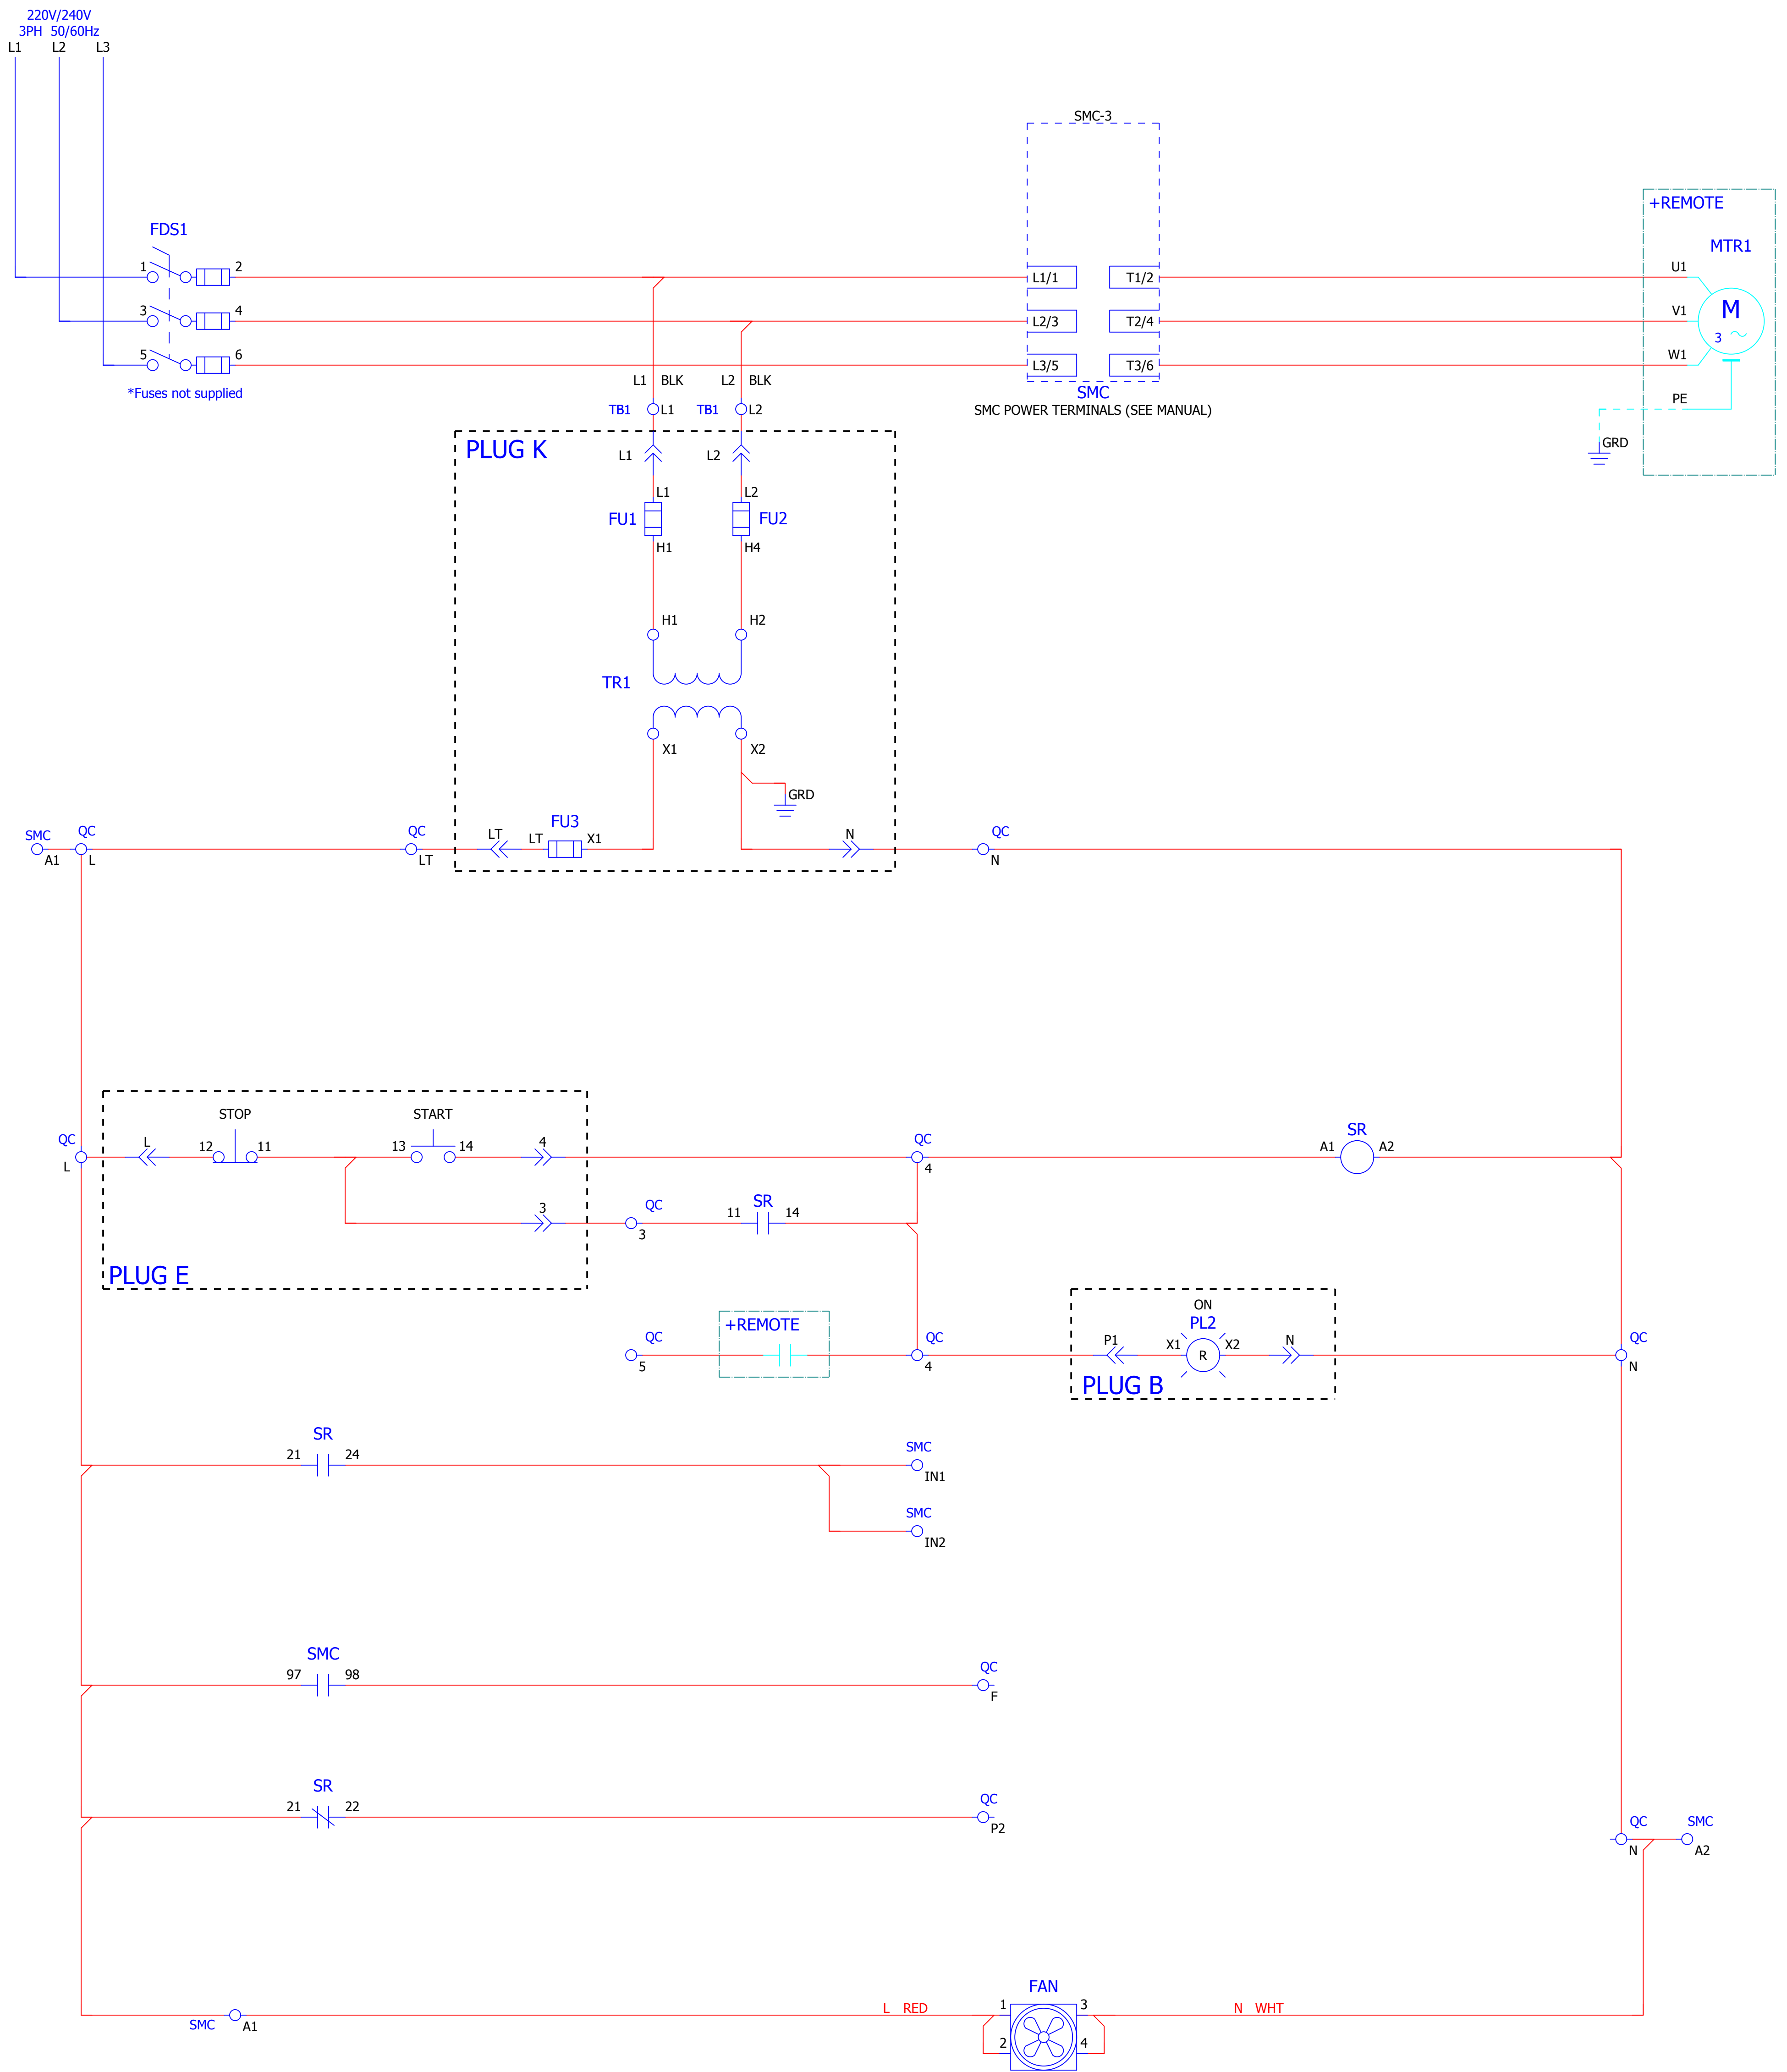 220V/240V
3PH 50/60Hz
L1 L2 L3
SMC-3
+REMOTE
FDS1
MTR1
1 2 L1/1 T1/2 U1
3 4 L2/3 T2/4 V1
M
3
5 6 L3/5 T3/6 W1
*Fuses not supplied
L1 BLK L2 BLK
SMC
PE
TB1 L1 TB1 L2
SMC POWER TERMINALS (SEE MANUAL)
PLUG K
GRD
L1 L2
L1 L2
FU1 FU2
H1 H4
H1 H2
TR1
X1 X2
GRD
SMC QC QC LT LT FU3 X1 N QC
A1 L LT N
STOP START
QC L 12 11 13 14 4 QC SR A1 A2
L 4
3 QC 11 SR 14
3
PLUG E
ON
QC +REMOTE QC P1 X1 PL2 X2 N QC
R
5 4 N
PLUG B
SR
21 24 SMC
IN1
SMC
IN2
SMC
97 98 QC
F
SR
21 22 QC
P2
QC SMC
N A2
FAN
L RED 1 3 N WHT
SMC A1
2 4